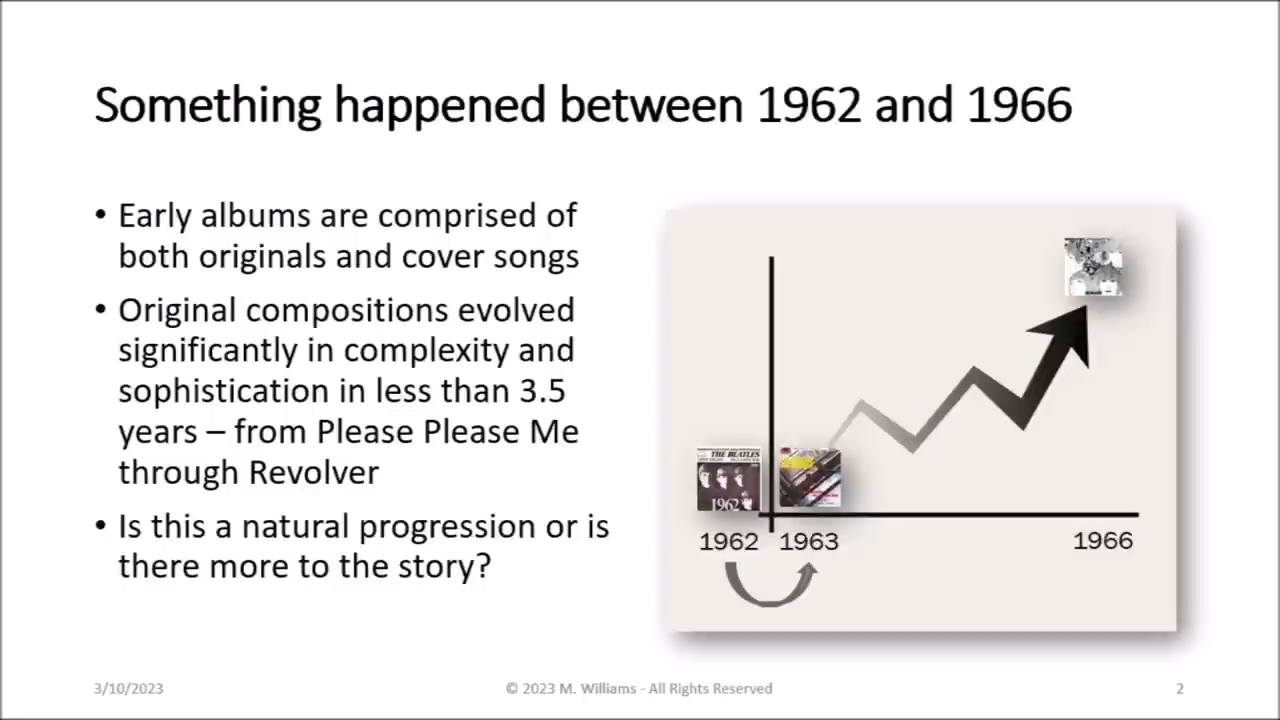 Something happened between 1962 and 1966
• Early albums are comprised of
both originals and cover songs
• Original compositions evolved
significantly in complexity and
sophistication in less than 3.5
years – from Please Please Me
through Revolver
• Is this a natural progression or is
there more to the story?
THE BEATLES
1962
1962
1963
1966
3/10/2023
© 2023 M. Williams - All Rights Reserved
2